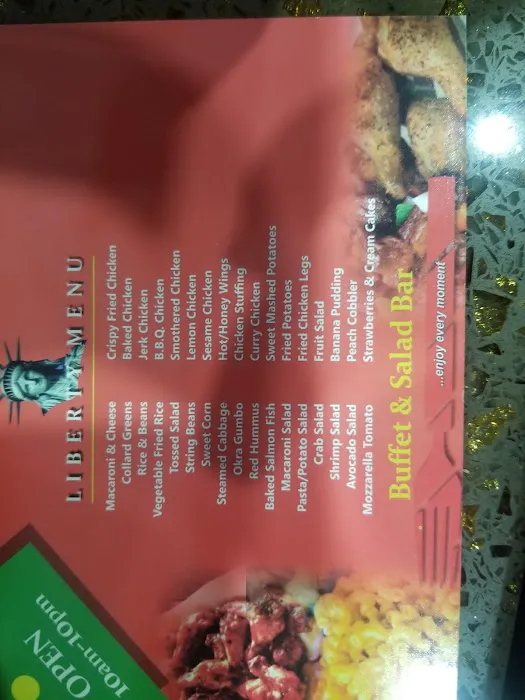 LIBERTY MENU
Macaroni & Cheese
Collard Greens
Rice & Beans
Vegetable Fried Rice
Tossed Salad
String Beans
Sweet Corn
Steamed Cabbage
Okra Gumbo
Red Hummus
Baked Salmon Fish
Macaroni Salad
Pasta/Potato Salad
Crab Salad
Shrimp Salad
Avocado Salad
Mozzarella Tomato
Crispy Fried Chicken
Baked Chicken
Jerk Chicken
B.B.Q. Chicken
Smothered Chicken
Lemon Chicken
Sesame Chicken
Hot/Honey Wings
Chicken Stuffing
Curry Chicken
Sweet Mashed Potatoes
Fried Potatoes
Fried Chicken Legs
Fruit Salad
Banana Pudding
Peach Cobbler
Strawberries & Cream Cakes
Buffet & Salad Bar
...enjoy every moment
OPEN
10am-10pm